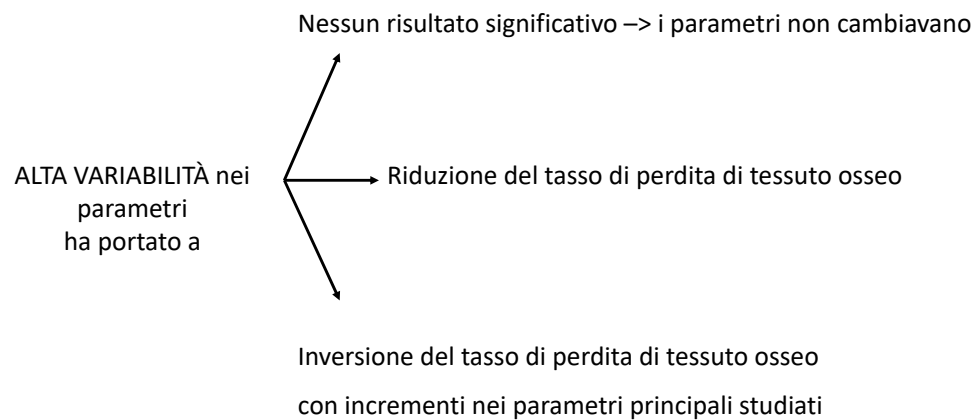 Nessun risultato significativo –> i parametri non cambiavano
ALTA VARIABILITÀ nei
parametri
ha portato a
Riduzione del tasso di perdita di tessuto osseo
Inversione del tasso di perdita di tessuto osseo
con incrementi nei parametri principali studiati